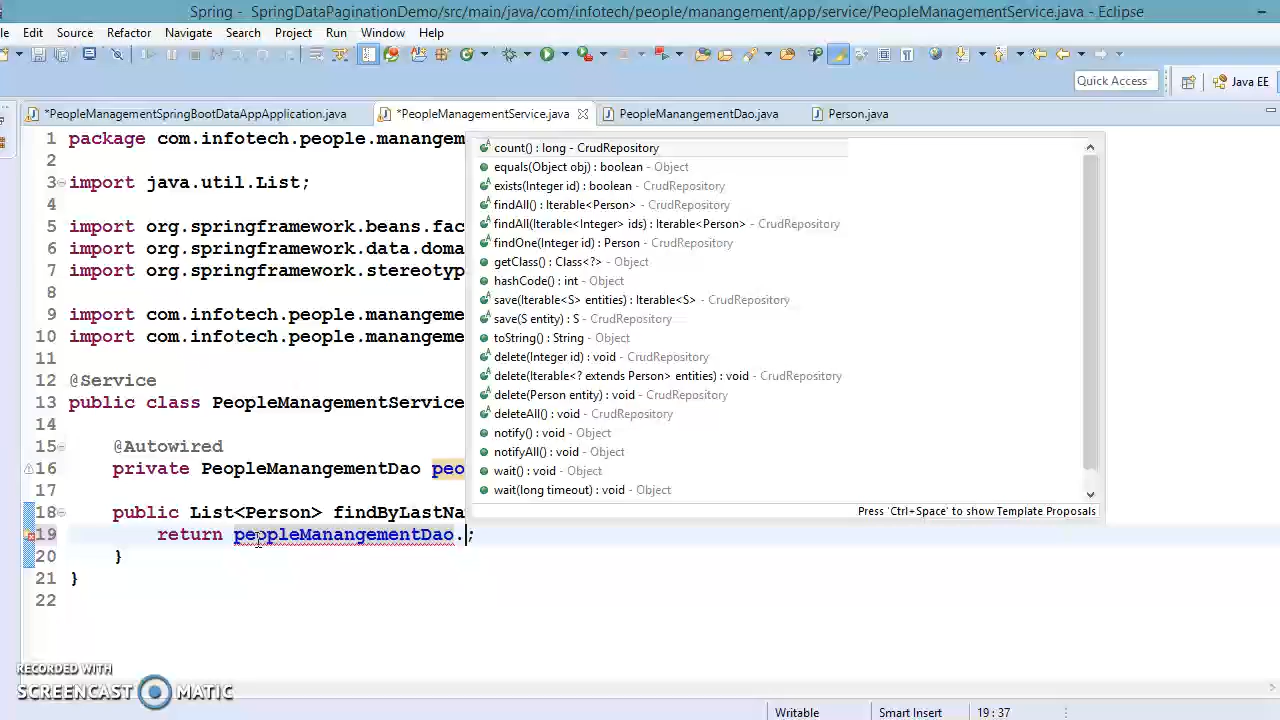 Spring - SpringDataPaginationDemo/src/main/java/com/infotech/people/mangement/app/service/PeopleManagementService.java - Eclipse
le Edit Source Refactor Navigate Search Project Run Window Help
Quick Access Java EE
*PeopleManagementSpringBootDataAppApplication.java *PeopleManagementService.java PeopleManangementDao.java Person.java
1 package com.infotech.people.manangem
2
3 import java.util.List;
4
5 import org.springframework.beans.fac
6 import org.springframework.data.doma
7 import org.springframework.stereotyp
8
9 import com.infotech.people.manangeme
10 import com.infotech.people.manangeme
11
12 @Service
13 public class PeopleManagementService
14
15 @Autowired
16 private PeopleManangementDao peo
17
18 public List<Person> findByLastNa
19 return peopleManangementDao.;
20 }
21 }
22
count() : long - CrudRepository
equals(Object obj) : boolean - Object
exists(Integer id) : boolean - CrudRepository
findAll() : Iterable<Person> - CrudRepository
findAll(Iterable<Integer> ids) : Iterable<Person> - CrudRepository
findOne(Integer id) : Person - CrudRepository
getClass() : Class<?> - Object
hashCode() : int - Object
save(Iterable<S> entities) : Iterable<S> - CrudRepository
save(S entity) : S - CrudRepository
toString() : String - Object
delete(Integer id) : void - CrudRepository
delete(Iterable<? extends Person> entities) : void - CrudRepository
delete(Person entity) : void - CrudRepository
deleteAll() : void - CrudRepository
notify() : void - Object
notifyAll() : void - Object
wait() : void - Object
wait(long timeout) : void - Object
Press 'Ctrl+Space' to show Template Proposals
RECORDED WITH
SCREENCAST MATIC
Writable Smart Insert 19 : 37